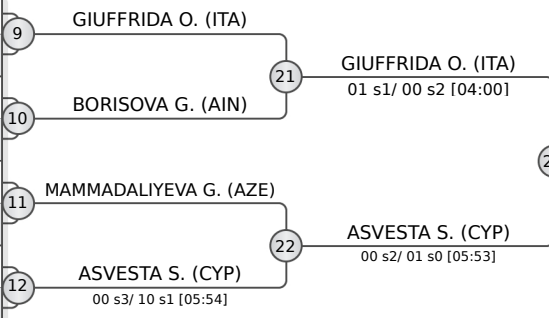 GIUFFRIDA O. (ITA)
9
21
GIUFFRIDA O. (ITA)
01 s1/ 00 s2 [04:00]
BORISOVA G. (AIN)
10
MAMMADALIYEVA G. (AZE)
11
22
ASVESTA S. (CYP)
00 s2/ 01 s0 [05:53]
ASVESTA S. (CYP)
12
00 s3/ 10 s1 [05:54]